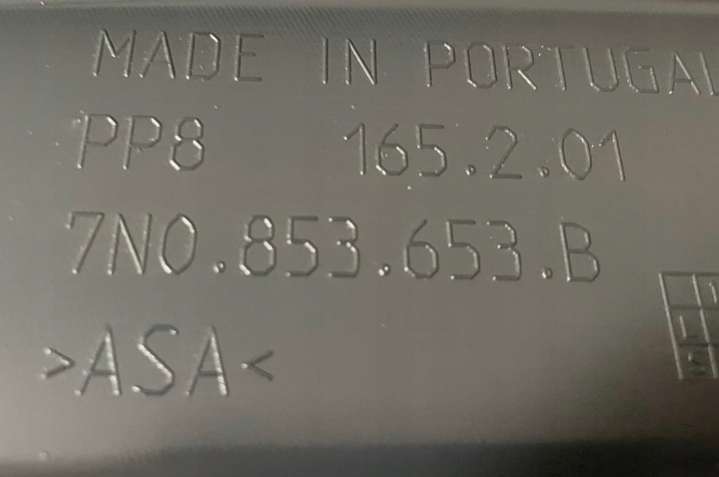 MADE IN PORTUGAL
PP8 165.2.01
7N0.853.653.B
>ASA<